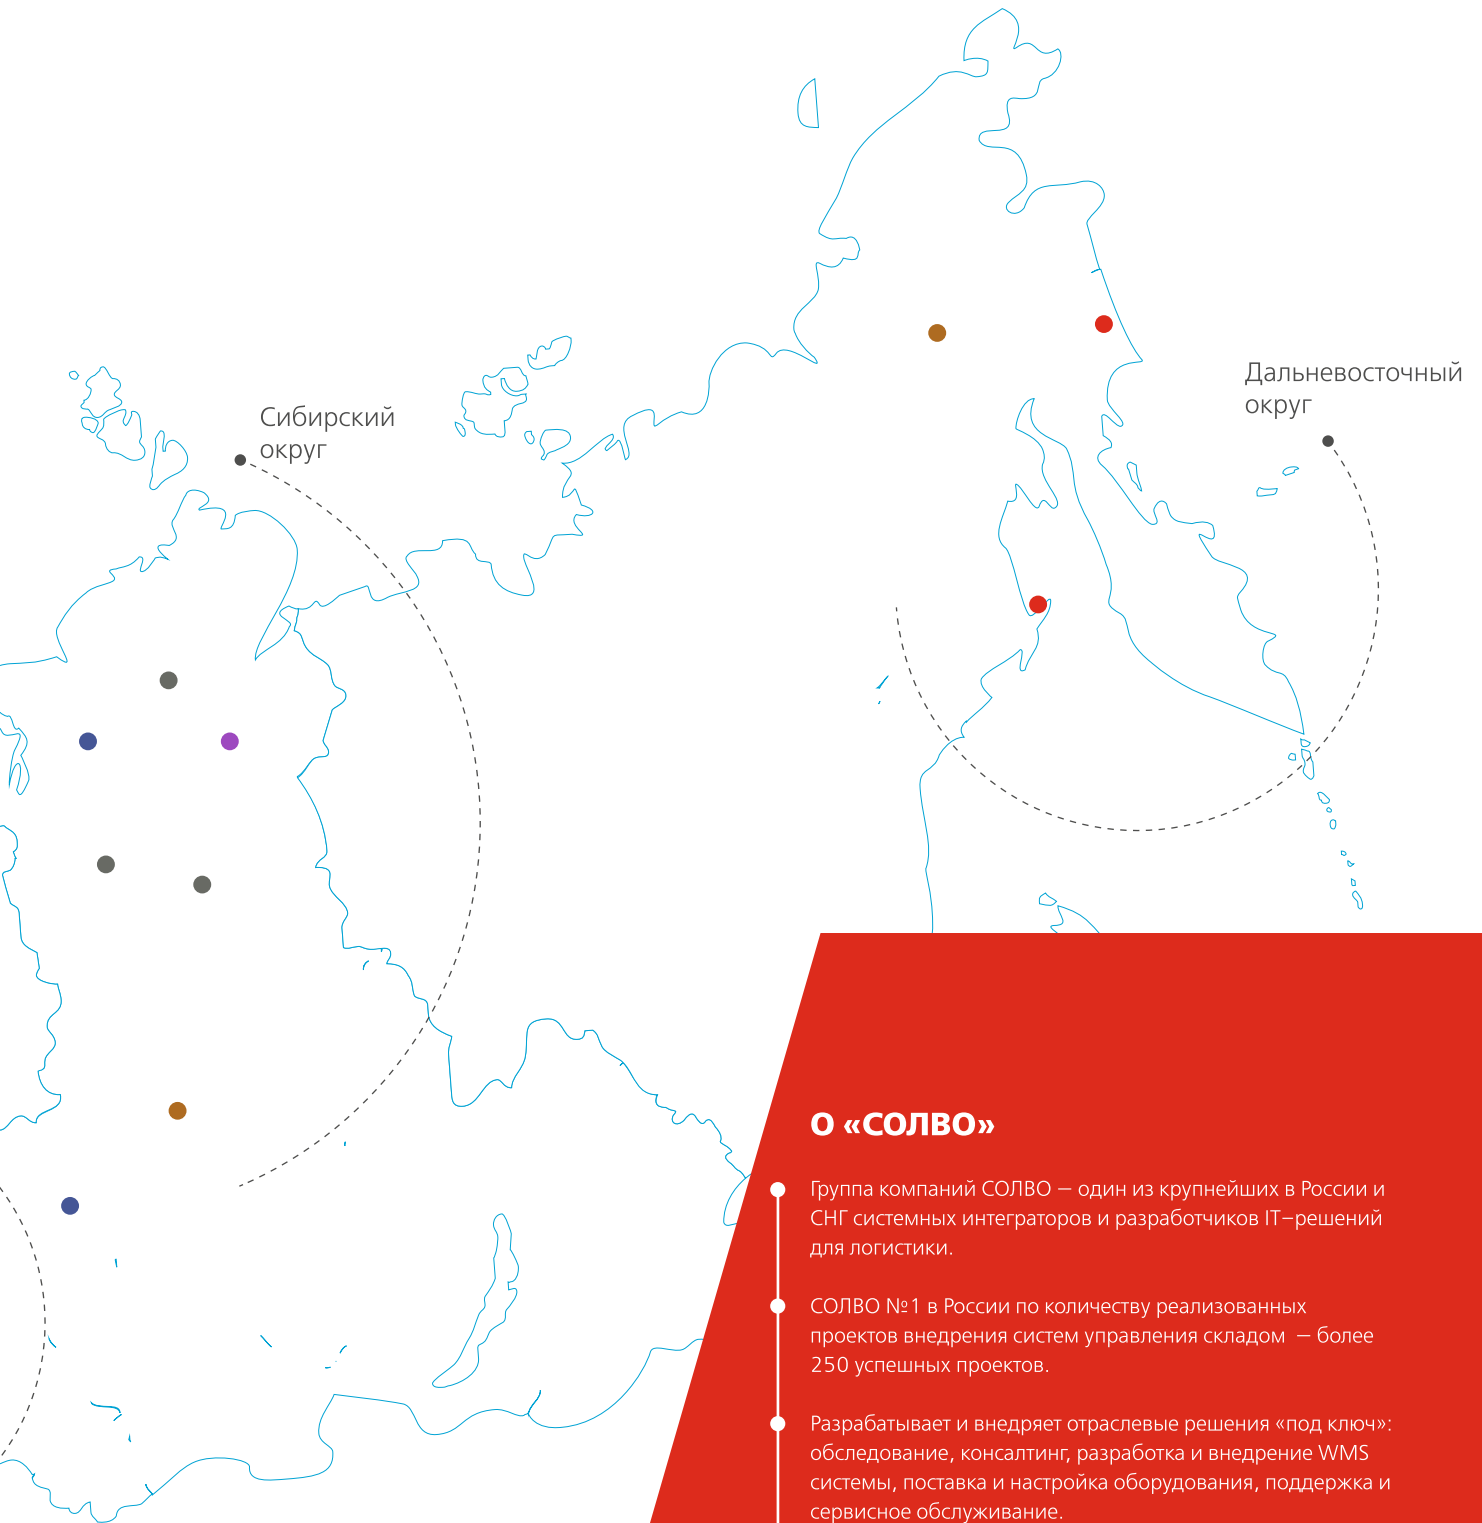 Сибирский
округ
Дальневосточный
округ
О «СОЛВО»
Группа компаний СОЛВО — один из крупнейших в России и
СНГ системных интеграторов и разработчиков IT–решений
для логистики.
СОЛВО №1 в России по количеству реализованных
проектов внедрения систем управления складом — более
250 успешных проектов.
Разрабатывает и внедряет отраслевые решения «под ключ»:
обследование, консалтинг, разработка и внедрение WMS
системы, поставка и настройка оборудования, поддержка и
сервисное обслуживание.